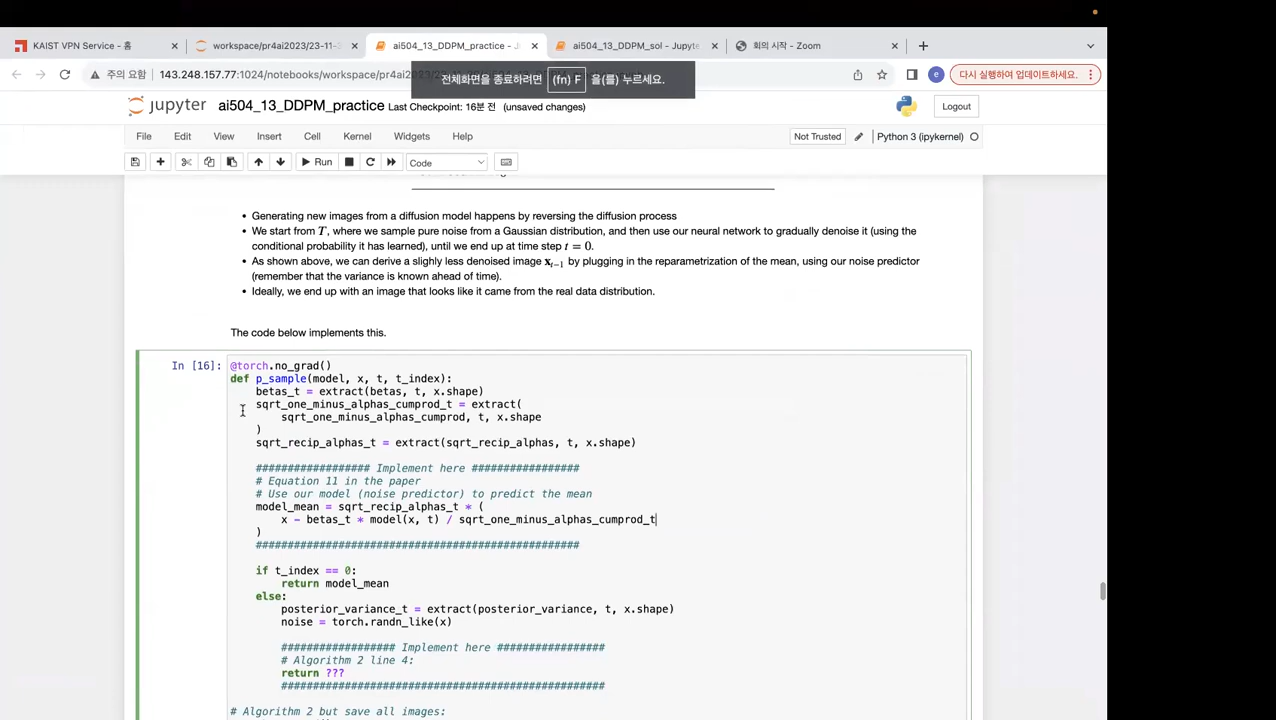 KAIST VPN Service - 홈
workspace/pr4ai2023/23-11-3
ai504_13_DDPM_practice - J
ai504_13_DDPM_sol - Jupyte
회의 시작 - Zoom
주의 요함
143.248.157.77:1024/notebooks/workspace/pr4ai2023/23-11-
전체화면을 종료하려면 (fn) F 을(를) 누르세요.
e
다시 실행하여 업데이트하세요.
jupyter ai504_13_DDPM_practice Last Checkpoint: 16분 전 (unsaved changes)
Logout
File Edit View Insert Cell Kernel Widgets Help
Not Trusted
Python 3 (ipykernel)
Run
Code
• Generating new images from a diffusion model happens by reversing the diffusion process
• We start from T, where we sample pure noise from a Gaussian distribution, and then use our neural network to gradually denoise it (using the
conditional probability it has learned), until we end up at time step t = 0.
• As shown above, we can derive a slighly less denoised image x_{t−1} by plugging in the reparametrization of the mean, using our noise predictor
(remember that the variance is known ahead of time).
• Ideally, we end up with an image that looks like it came from the real data distribution.
The code below implements this.
In [16]:
@torch.no_grad()
def p_sample(model, x, t, t_index):
    betas_t = extract(betas, t, x.shape)
    sqrt_one_minus_alphas_cumprod_t = extract(
        sqrt_one_minus_alphas_cumprod, t, x.shape
    )
    sqrt_recip_alphas_t = extract(sqrt_recip_alphas, t, x.shape)
    ################## Implement here #################
    # Equation 11 in the paper
    # Use our model (noise predictor) to predict the mean
    model_mean = sqrt_recip_alphas_t * (
        x - betas_t * model(x, t) / sqrt_one_minus_alphas_cumprod_t
    )
    ###################################################
    if t_index == 0:
        return model_mean
    else:
        posterior_variance_t = extract(posterior_variance, t, x.shape)
        noise = torch.randn_like(x)
        ################## Implement here ##################
        # Algorithm 2 line 4:
        return ???
        ###################################################
# Algorithm 2 but save all images: